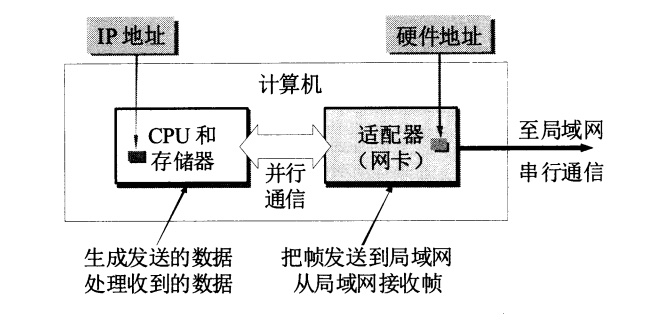 IP 地址
硬件地址
计算机
CPU 和
存储器
适配器
（网卡）
并行
通信
至局域网
串行通信
生成发送的数据
处理收到的数据
把帧发送到局域网
从局域网接收帧